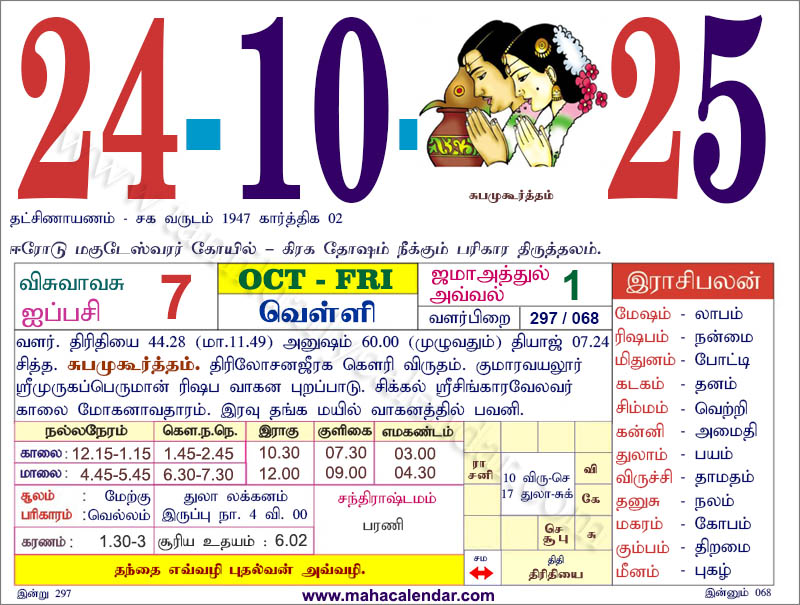 24-10-25
சுபமுகூர்த்தம்
தட்சிணாயணம் - சக வருடம் 1947 கார்த்திக 02
ஈரோடு மகுடேஸ்வரர் கோயில் – கிரக தோஷம் நீக்கும் பரிகார திருத்தலம்.
விசுவாவசு
ஐப்பசி 7
OCT - FRI
வெள்ளி
ஜமாஅத்துல்
அவ்வல் 1
வளர்பிறை 297 / 068
வளர். திரிதியை 44.28 (மா.11.49) அனுஷம் 60.00 (முழுவதும்) தியாஜ் 07.24
சித்த. சுபமுகூர்த்தம். திரிலோசனஜீரக கௌரி விருதம். குமாரவயலூர்
ஸ்ரீமுருகப்பெருமான் ரிஷப வாகன புறப்பாடு. சிக்கல் ஸ்ரீசிங்காரவேலவர்
காலை மோகனாவதாரம். இரவு தங்க மயில் வாகனத்தில் பவனி.
நல்லநேரம் கௌ.ந.நெ. இராகு குளிகை எமகண்டம்
காலை: 12.15-1.15 1.45-2.45 10.30 07.30 03.00
மாலை: 4.45-5.45 6.30-7.30 12.00 09.00 04.30
சூலம் : மேற்கு
பரிகாரம் :வெல்லம்
துலா லக்கனம்
இருப்பு நா. 4 வி. 00
சந்திராஷ்டமம்
பரணி
கரணம்: 1.30-3 சூரிய உதயம் : 6.02
தந்தை எவ்வழி புதல்வன் அவ்வழி.
ரா
சனி
10 விரு-செ
17 துலா-சுக்
வி
கே
செ
சூ பு
சு
சம
திதி
திரிதியை
இராசிபலன்
மேஷம் - லாபம்
ரிஷபம் - நன்மை
மிதுனம் - போட்டி
கடகம் - தனம்
சிம்மம் - வெற்றி
கன்னி - அமைதி
துலாம் - பயம்
விருச்சி - தாமதம்
தனுசு - நலம்
மகரம் - கோபம்
கும்பம் - திறமை
மீனம் - புகழ்
இன்று 297
www.mahacalendar.com
இன்னும் 068